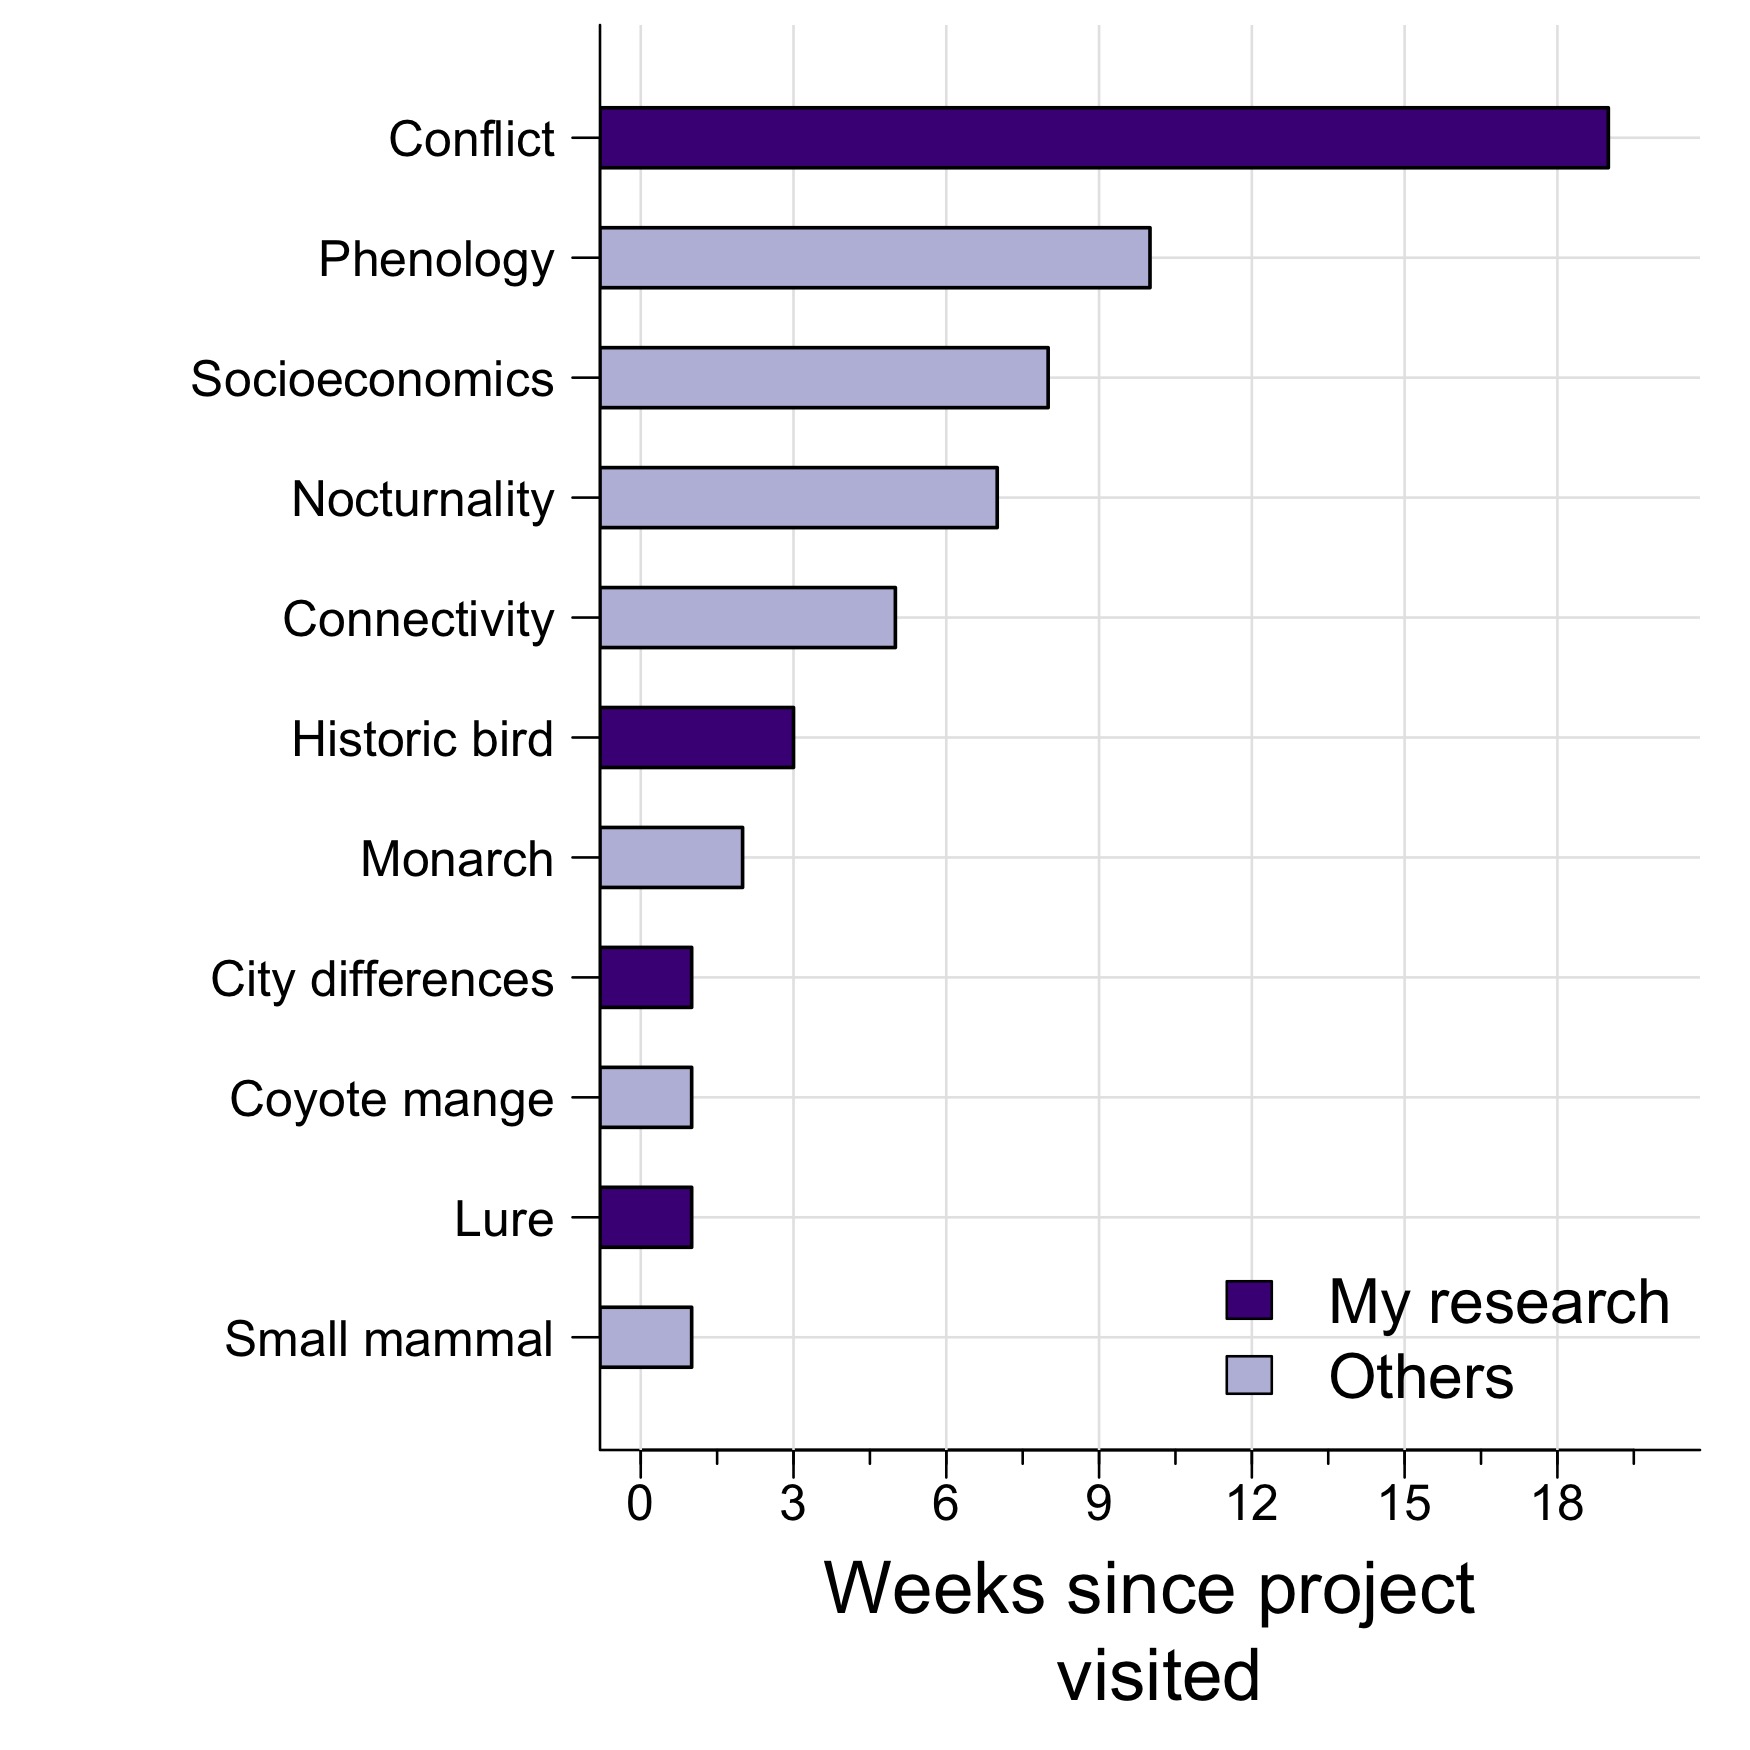 Conflict
Phenology
Socioeconomics
Nocturnality
Connectivity
Historic bird
Monarch
City differences
Coyote mange
Lure
Small mammal
My research
Others
0 3 6 9 12 15 18
Weeks since project
visited